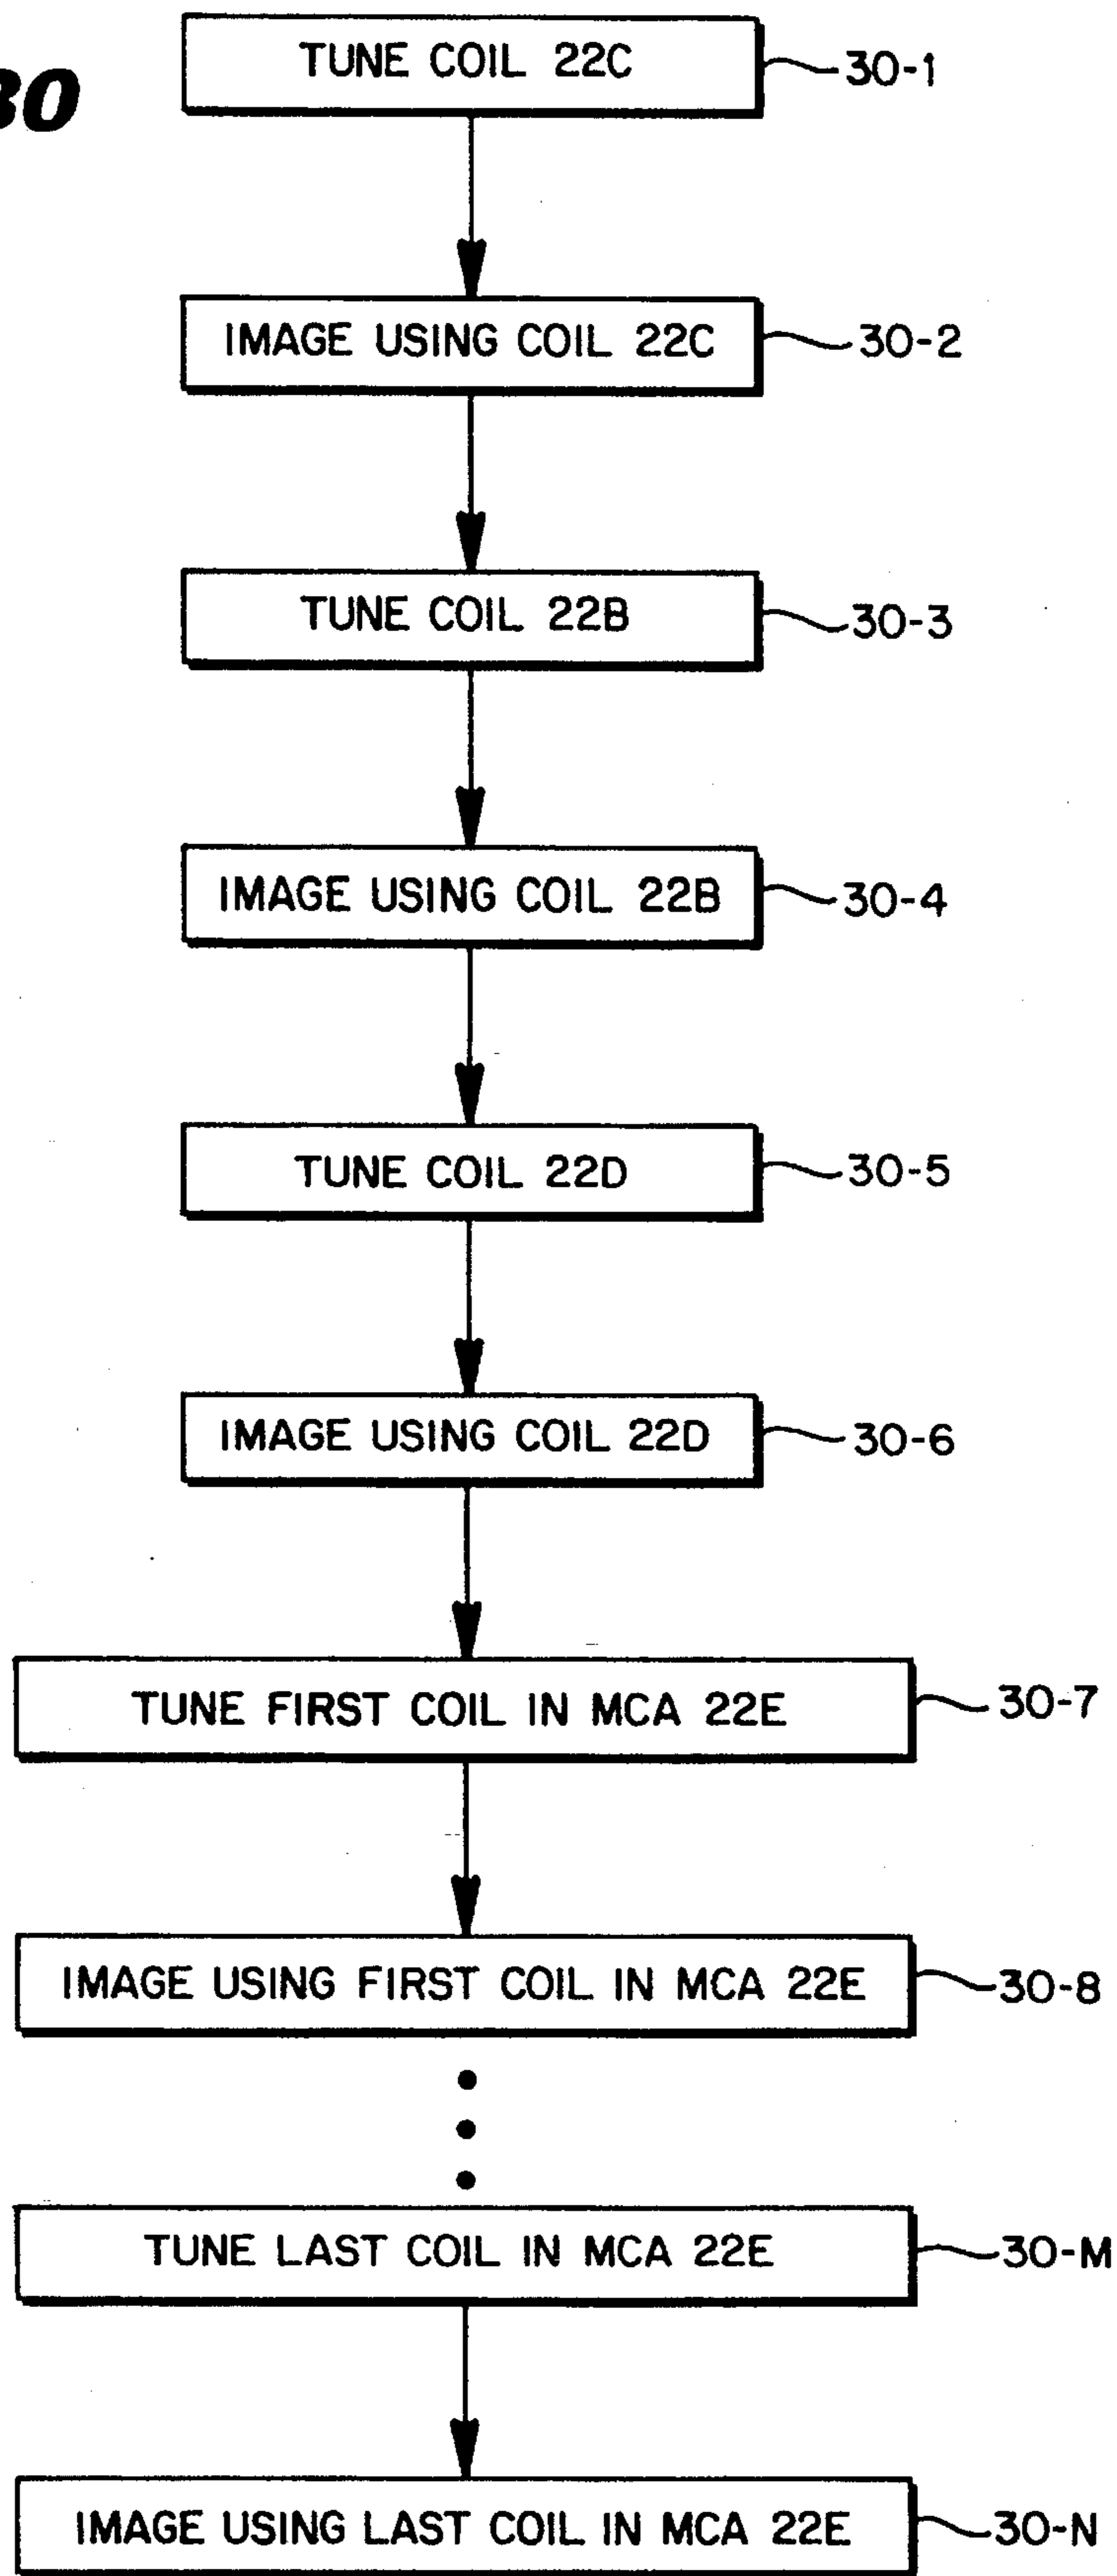 30
TUNE COIL 22C
30-1
IMAGE USING COIL 22C
30-2
TUNE COIL 22B
30-3
IMAGE USING COIL 22B
30-4
TUNE COIL 22D
30-5
IMAGE USING COIL 22D
30-6
TUNE FIRST COIL IN MCA 22E
30-7
IMAGE USING FIRST COIL IN MCA 22E
30-8
TUNE LAST COIL IN MCA 22E
30-M
IMAGE USING LAST COIL IN MCA 22E
30-N